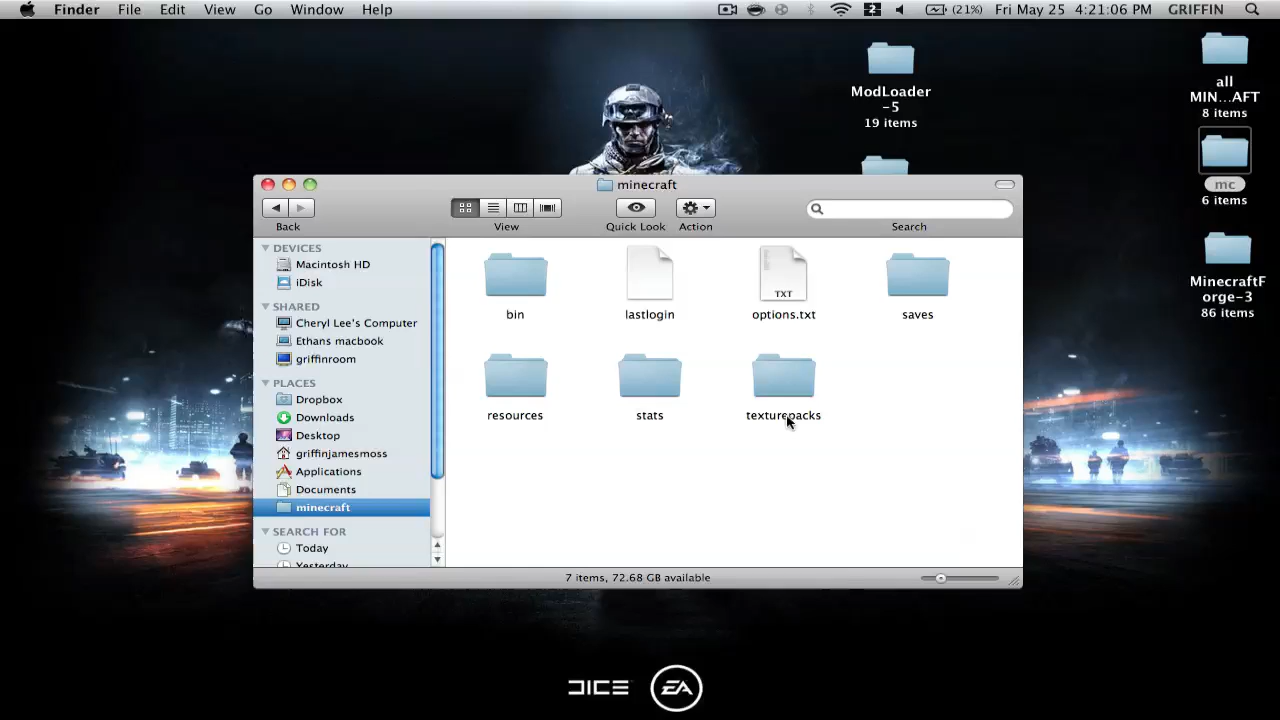 Finder File Edit View Go Window Help
2 (21%) Fri May 25 4:21:06 PM GRIFFIN
ModLoader
-5
19 items
all
MIN...AFT
8 items
mc
6 items
MinecraftF
orge-3
86 items
minecraft
Back
View
Quick Look
Action
Search
DEVICES
Macintosh HD
iDisk
SHARED
Cheryl Lee's Computer
Ethans macbook
griffinroom
PLACES
Dropbox
Downloads
Desktop
griffinjamesmoss
Applications
Documents
minecraft
SEARCH FOR
Today
Yesterday
bin
lastlogin
TXT
options.txt
saves
resources
stats
texturepacks
7 items, 72.68 GB available
DICE
EA